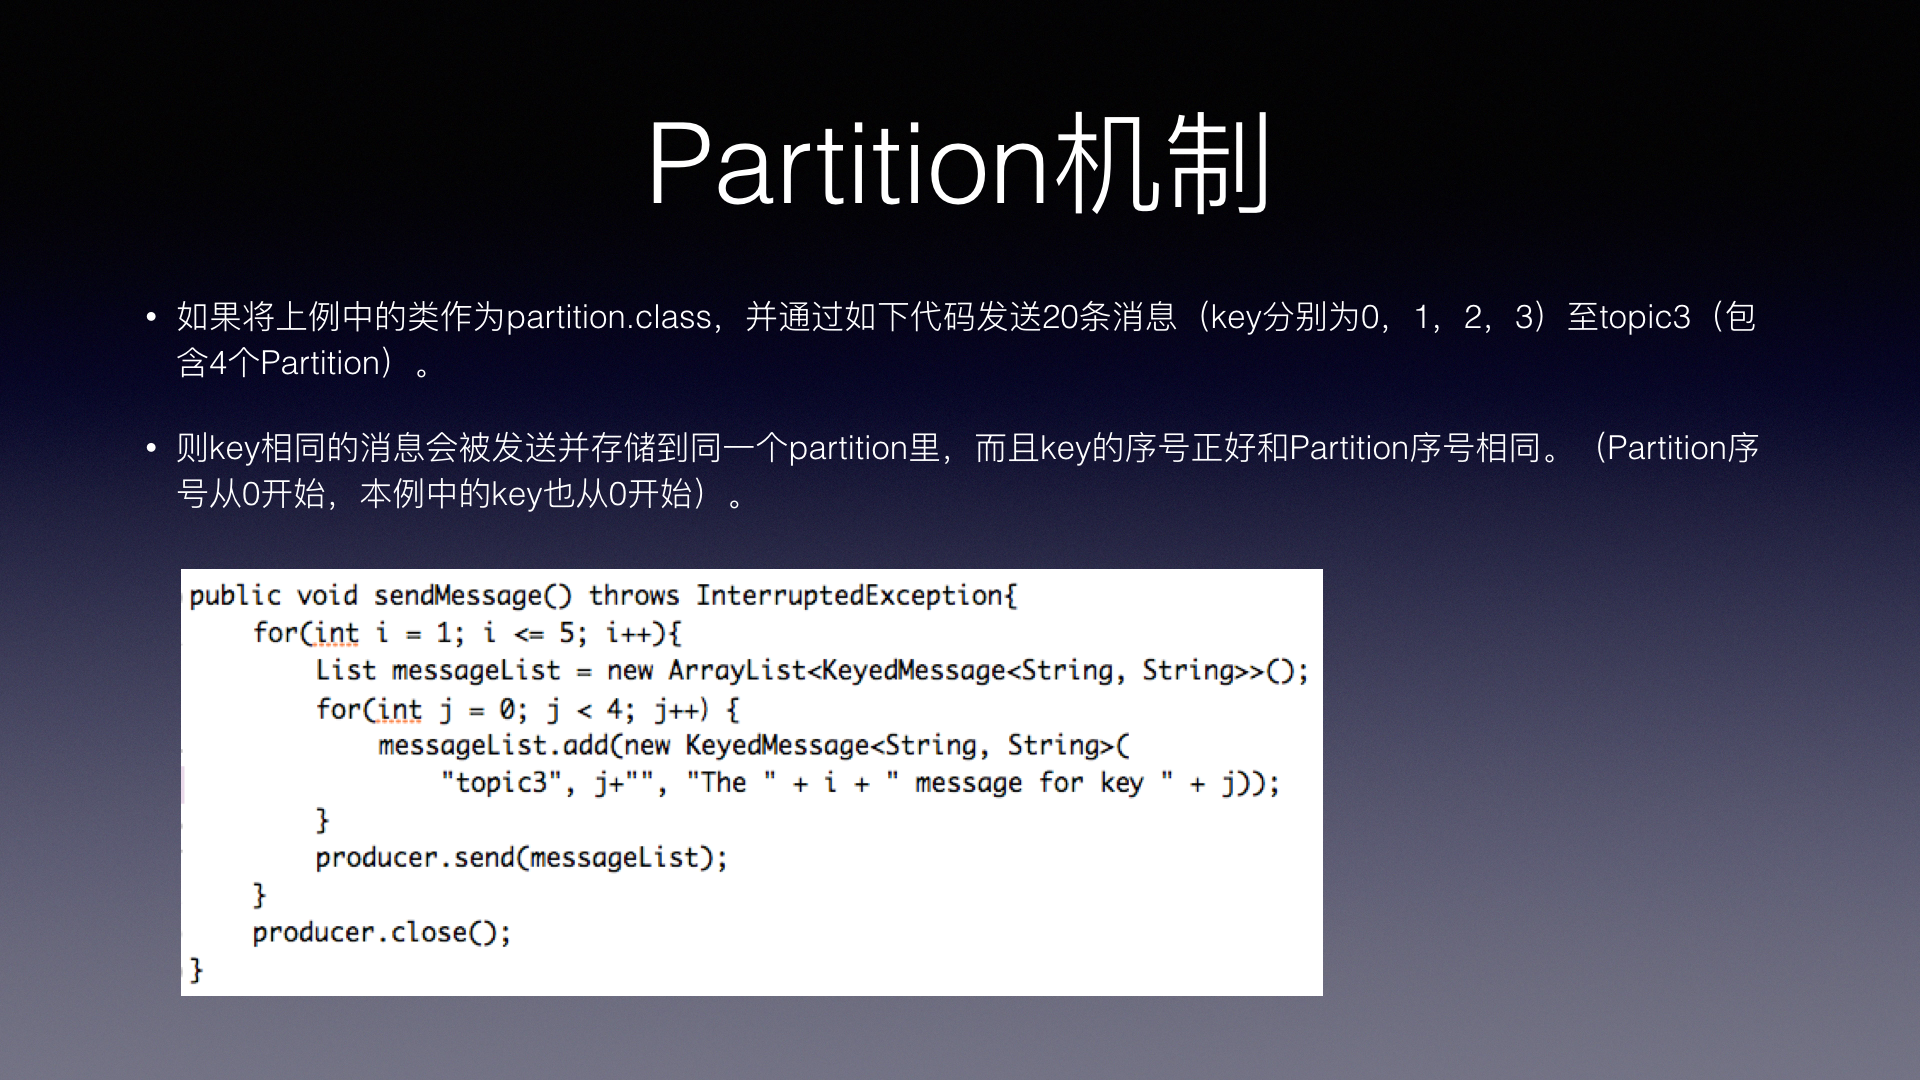 Partition机制
• 如果将上例中的类作为partition.class，并通过如下代码发送20条消息（key分别为0，1，2，3）至topic3（包
含4个Partition）。
• 则key相同的消息会被发送并存储到同一个partition里，而且key的序号正好和Partition序号相同。（Partition序
号从0开始，本例中的key也从0开始）。
public void sendMessage() throws InterruptedException{
    for(int i = 1; i <= 5; i++){
        List messageList = new ArrayList<KeyedMessage<String, String>>();
        for(int j = 0; j < 4; j++) {
            messageList.add(new KeyedMessage<String, String>(
                "topic3", j+"", "The " + i + " message for key " + j));
        }
        producer.send(messageList);
    }
    producer.close();
}